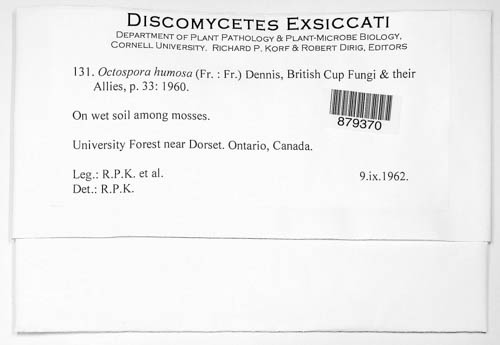 DISCOMYCETES EXSICCATI
DEPARTMENT OF PLANT PATHOLOGY & PLANT-MICROBE BIOLOGY,
CORNELL UNIVERSITY. RICHARD P. KORF & ROBERT DIRIG, EDITORS
131. Octospora humosa (Fr. : Fr.) Dennis, British Cup Fungi & their
Allies, p. 33: 1960.
On wet soil among mosses.
879370
University Forest near Dorset. Ontario, Canada.
Leg.: R.P.K. et al. 9.ix.1962.
Det.: R.P.K.